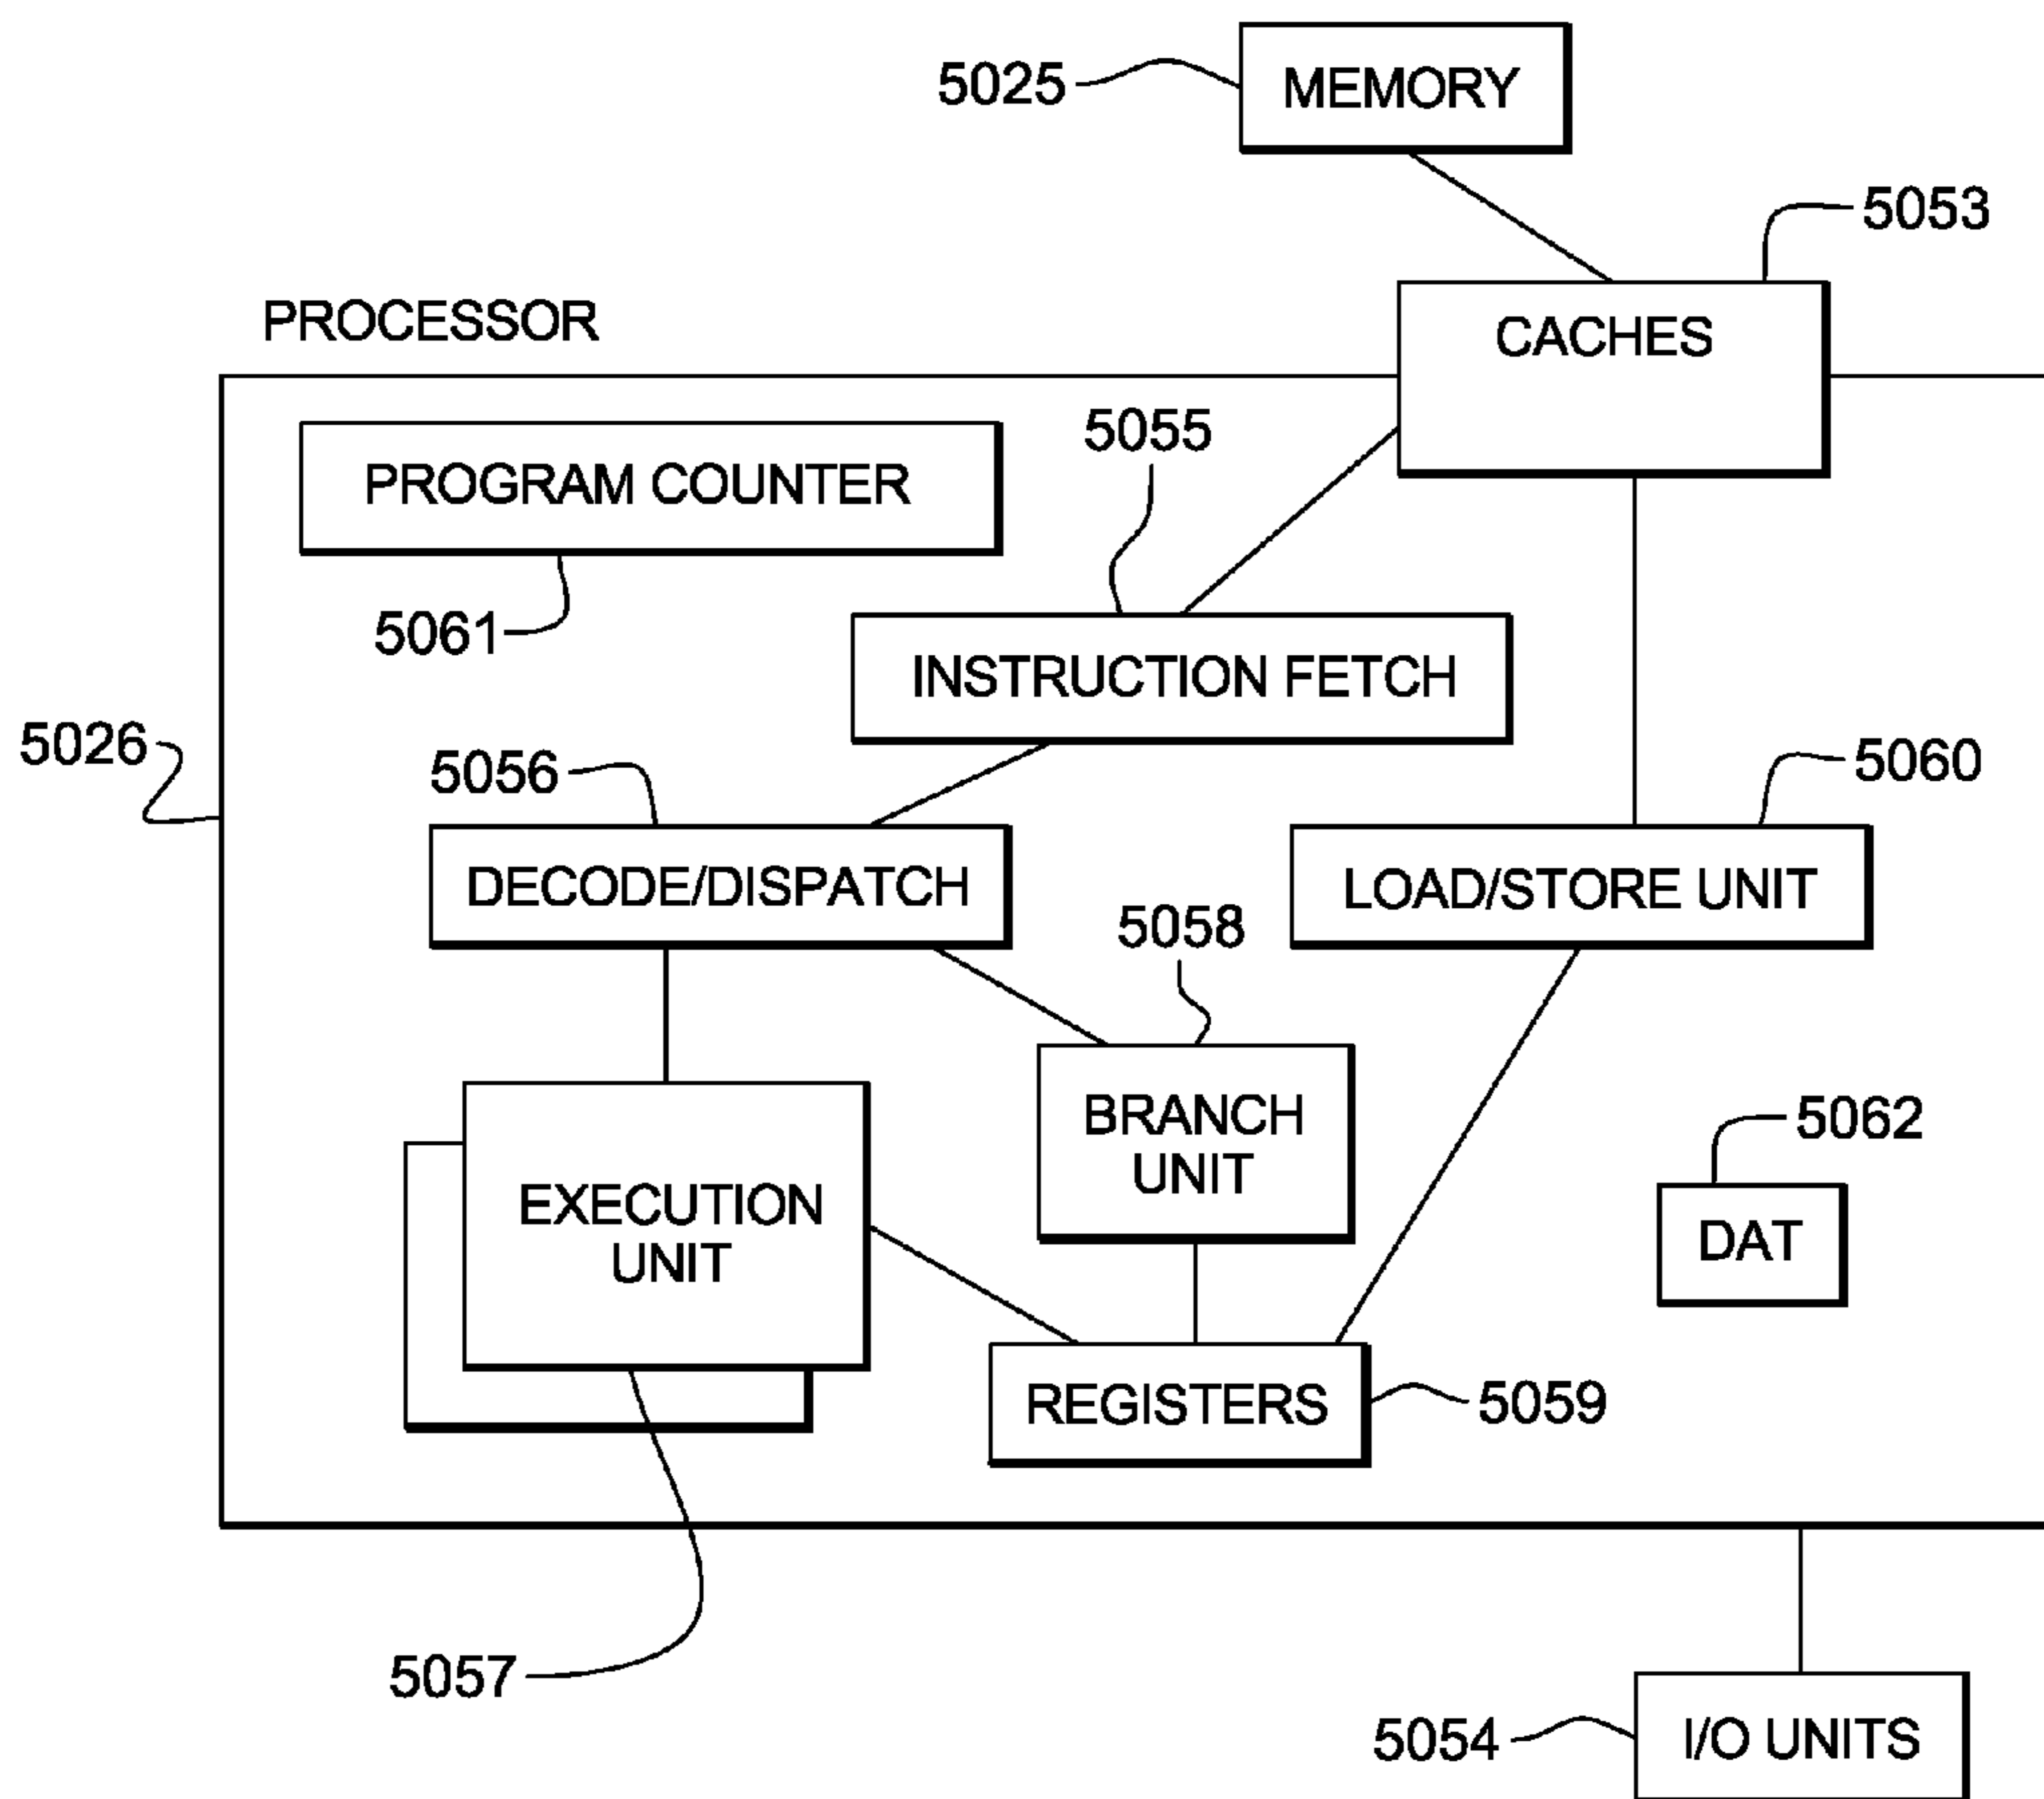 MEMORY
5025
5053
CACHES
PROCESSOR
5055
PROGRAM COUNTER
5061
INSTRUCTION FETCH
5026
5056
5060
DECODE/DISPATCH
LOAD/STORE UNIT
5058
BRANCH
UNIT
5062
EXECUTION
UNIT
DAT
REGISTERS
5059
5057
5054
I/O UNITS